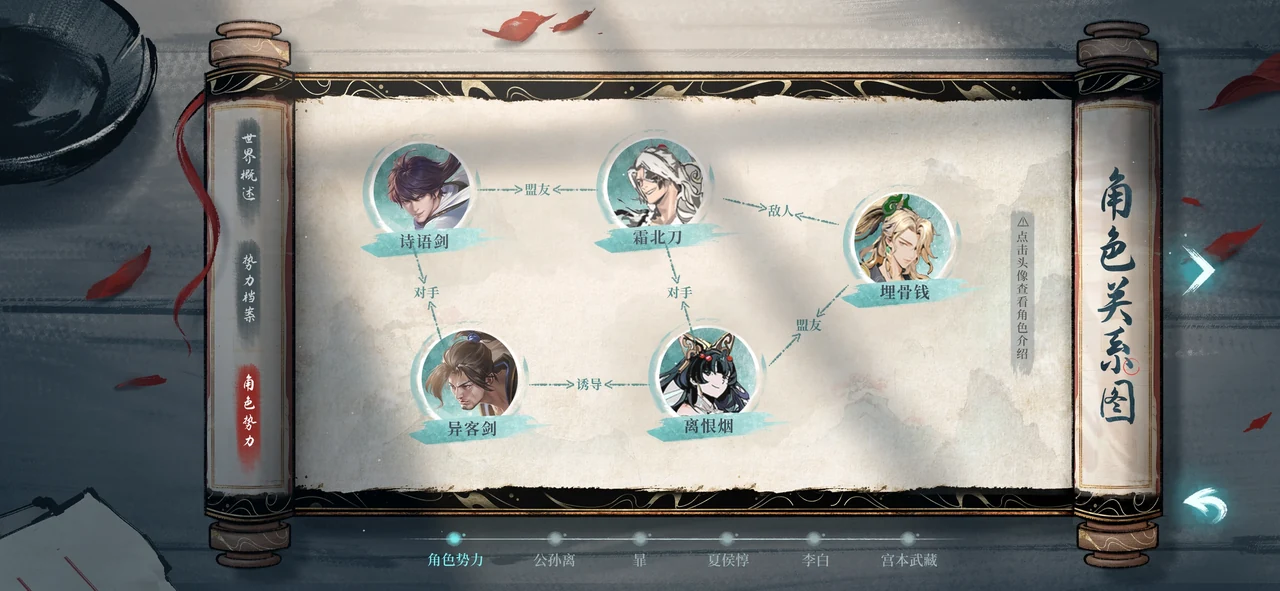 世界概述
势力档案
角色势力
诗语剑
盟友
霜北刀
敌人
埋骨钱
对手
对手
盟友
异客剑
诱导
离恨烟
⚠点击头像查看角色介绍
角色关系图
角色势力
公孙离
暃
夏侯惇
李白
宫本武藏